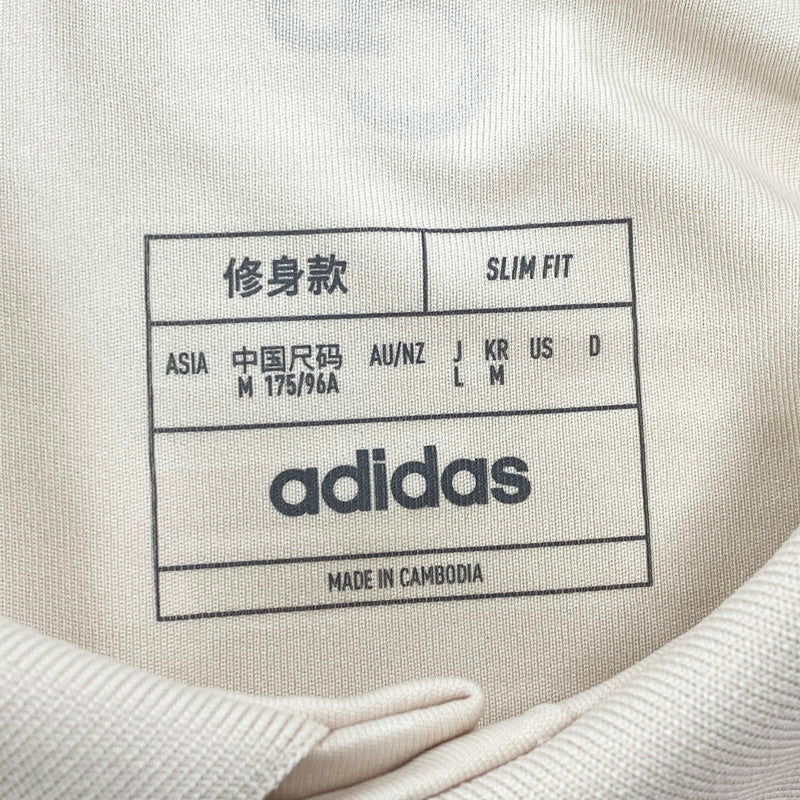 修身款 SLIM FIT
ASIA 中国尺码 AU/NZ J KR US D
M 175/96A L M
adidas
MADE IN CAMBODIA